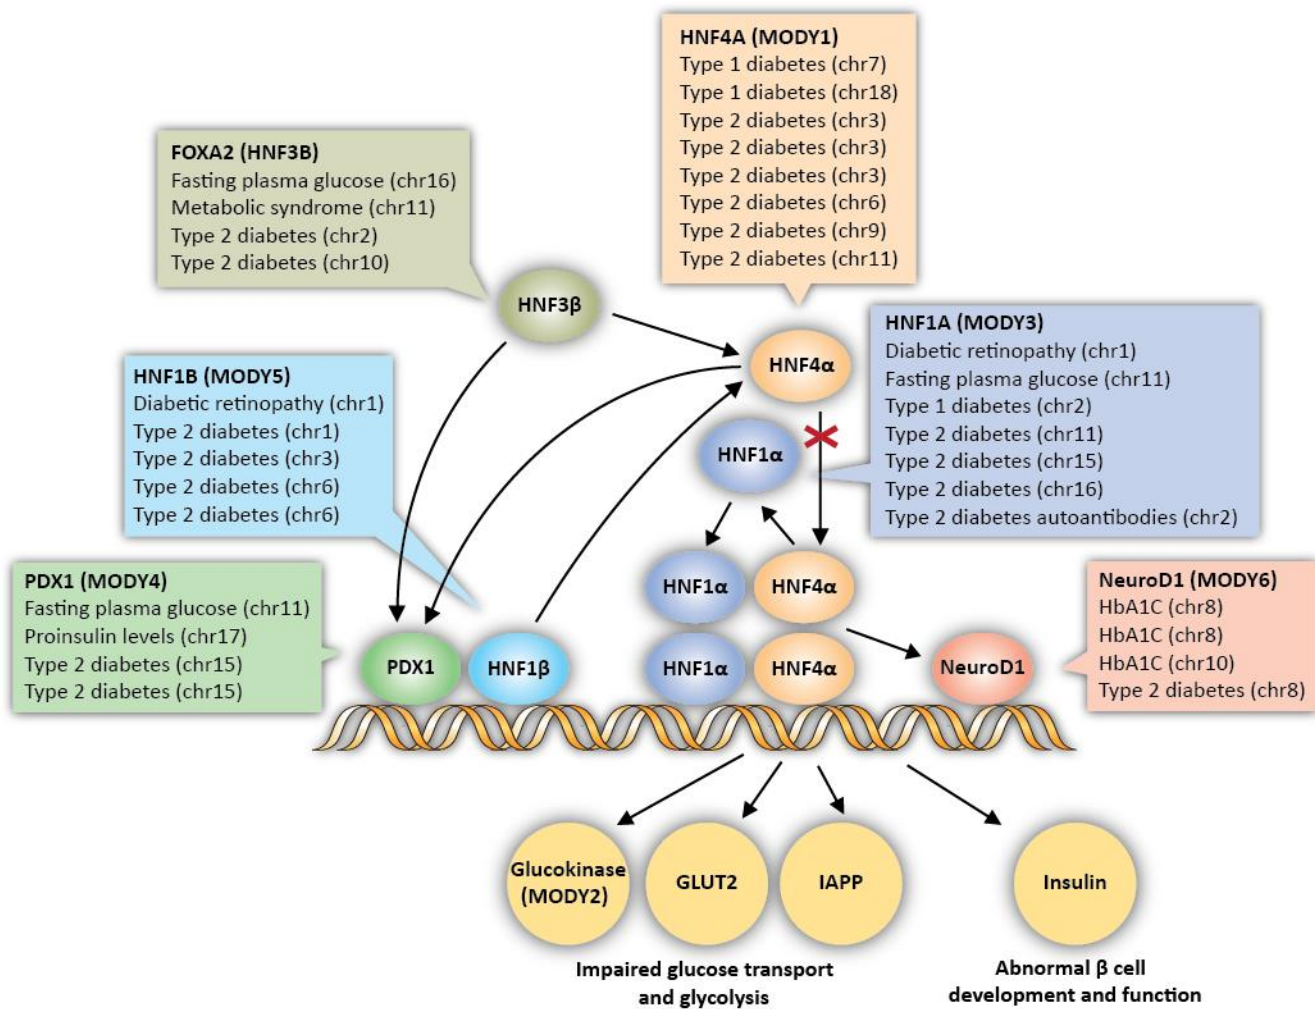 HNF4A (MODY1)
Type 1 diabetes (chr7)
Type 1 diabetes (chr18)
Type 2 diabetes (chr3)
Type 2 diabetes (chr3)
Type 2 diabetes (chr3)
Type 2 diabetes (chr6)
Type 2 diabetes (chr9)
Type 2 diabetes (chr11)
FOXA2 (HNF3B)
Fasting plasma glucose (chr16)
Metabolic syndrome (chr11)
Type 2 diabetes (chr2)
Type 2 diabetes (chr10)
HNF3β
HNF4α
HNF1A (MODY3)
Diabetic retinopathy (chr1)
Fasting plasma glucose (chr11)
Type 1 diabetes (chr2)
Type 2 diabetes (chr11)
Type 2 diabetes (chr15)
Type 2 diabetes (chr16)
Type 2 diabetes autoantibodies (chr2)
HNF1B (MODY5)
Diabetic retinopathy (chr1)
Type 2 diabetes (chr1)
Type 2 diabetes (chr3)
Type 2 diabetes (chr6)
Type 2 diabetes (chr6)
HNF1α
PDX1 (MODY4)
Fasting plasma glucose (chr11)
Proinsulin levels (chr17)
Type 2 diabetes (chr15)
Type 2 diabetes (chr15)
HNF1α
HNF4α
NeuroD1 (MODY6)
HbA1C (chr8)
HbA1C (chr8)
HbA1C (chr10)
Type 2 diabetes (chr8)
PDX1
HNF1β
HNF1α
HNF4α
NeuroD1
Glucokinase
(MODY2)
GLUT2
IAPP
Insulin
Impaired glucose transport
and glycolysis
Abnormal β cell
development and function